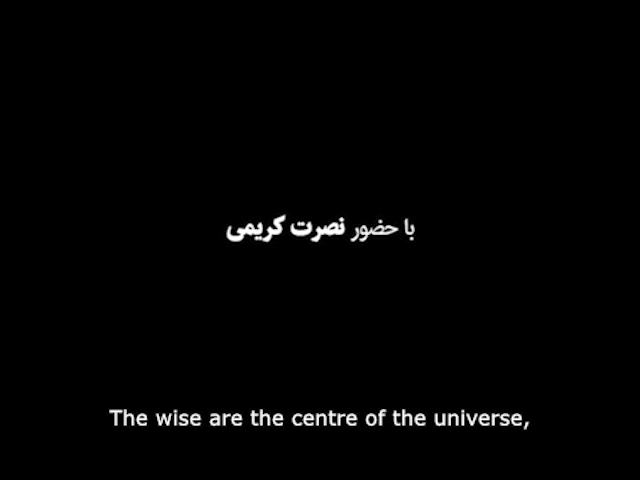 با حضور نصرت کریمی
The wise are the centre of the universe,